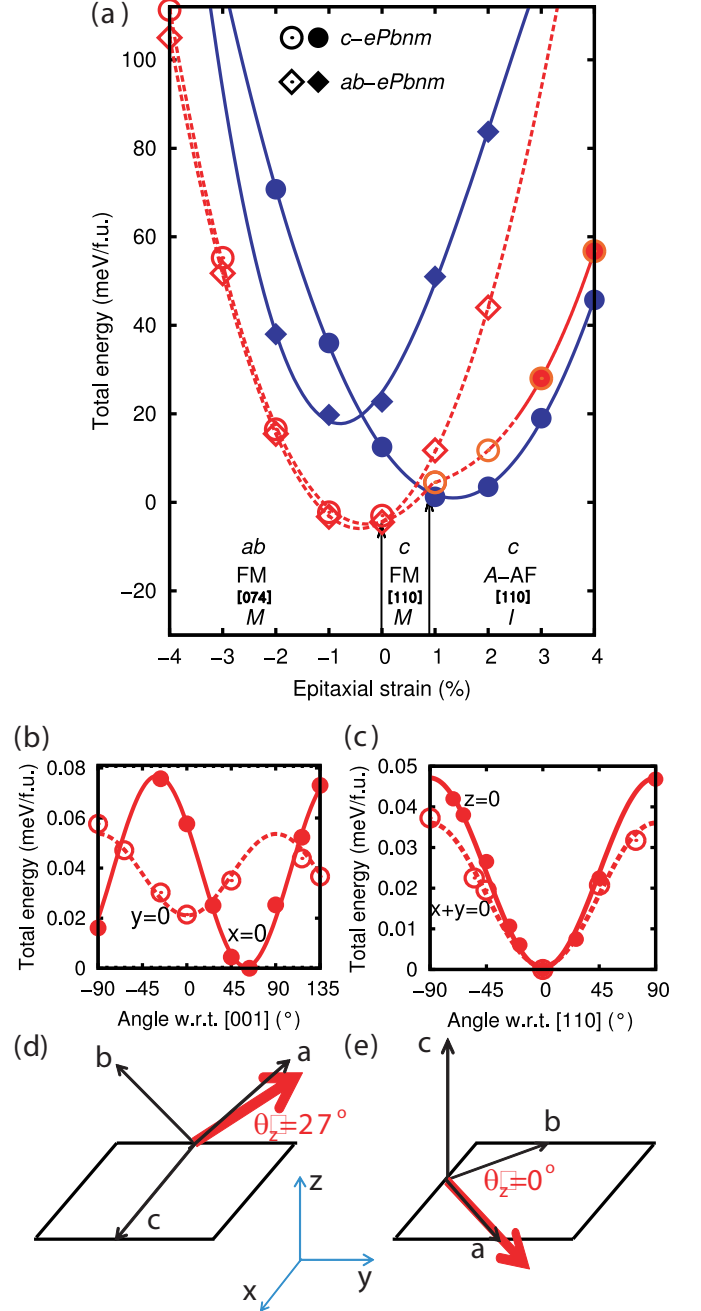 (a)
c−ePbnm
ab−ePbnm
100
80
60
40
20
0
−20
Total energy (meV/f.u.)
ab
FM
[074]
M
c
FM
[110]
M
c
A−AF
[110]
I
−4 −3 −2 −1 0 1 2 3 4
Epitaxial strain (%)
(b)
0.08
0.06
0.04
0.02
0
Total energy (meV/f.u.)
y=0
x=0
−90 −45 0 45 90 135
Angle w.r.t. [001] (°)
(c)
0.05
0.04
0.03
0.02
0.01
0
Total energy (meV/f.u.)
z=0
x+y=0
−90 −45 0 45 90
Angle w.r.t. [110] (°)
(d)
b
a
θz□=27°
c
z
y
x
(e)
c
b
θz□=0°
a